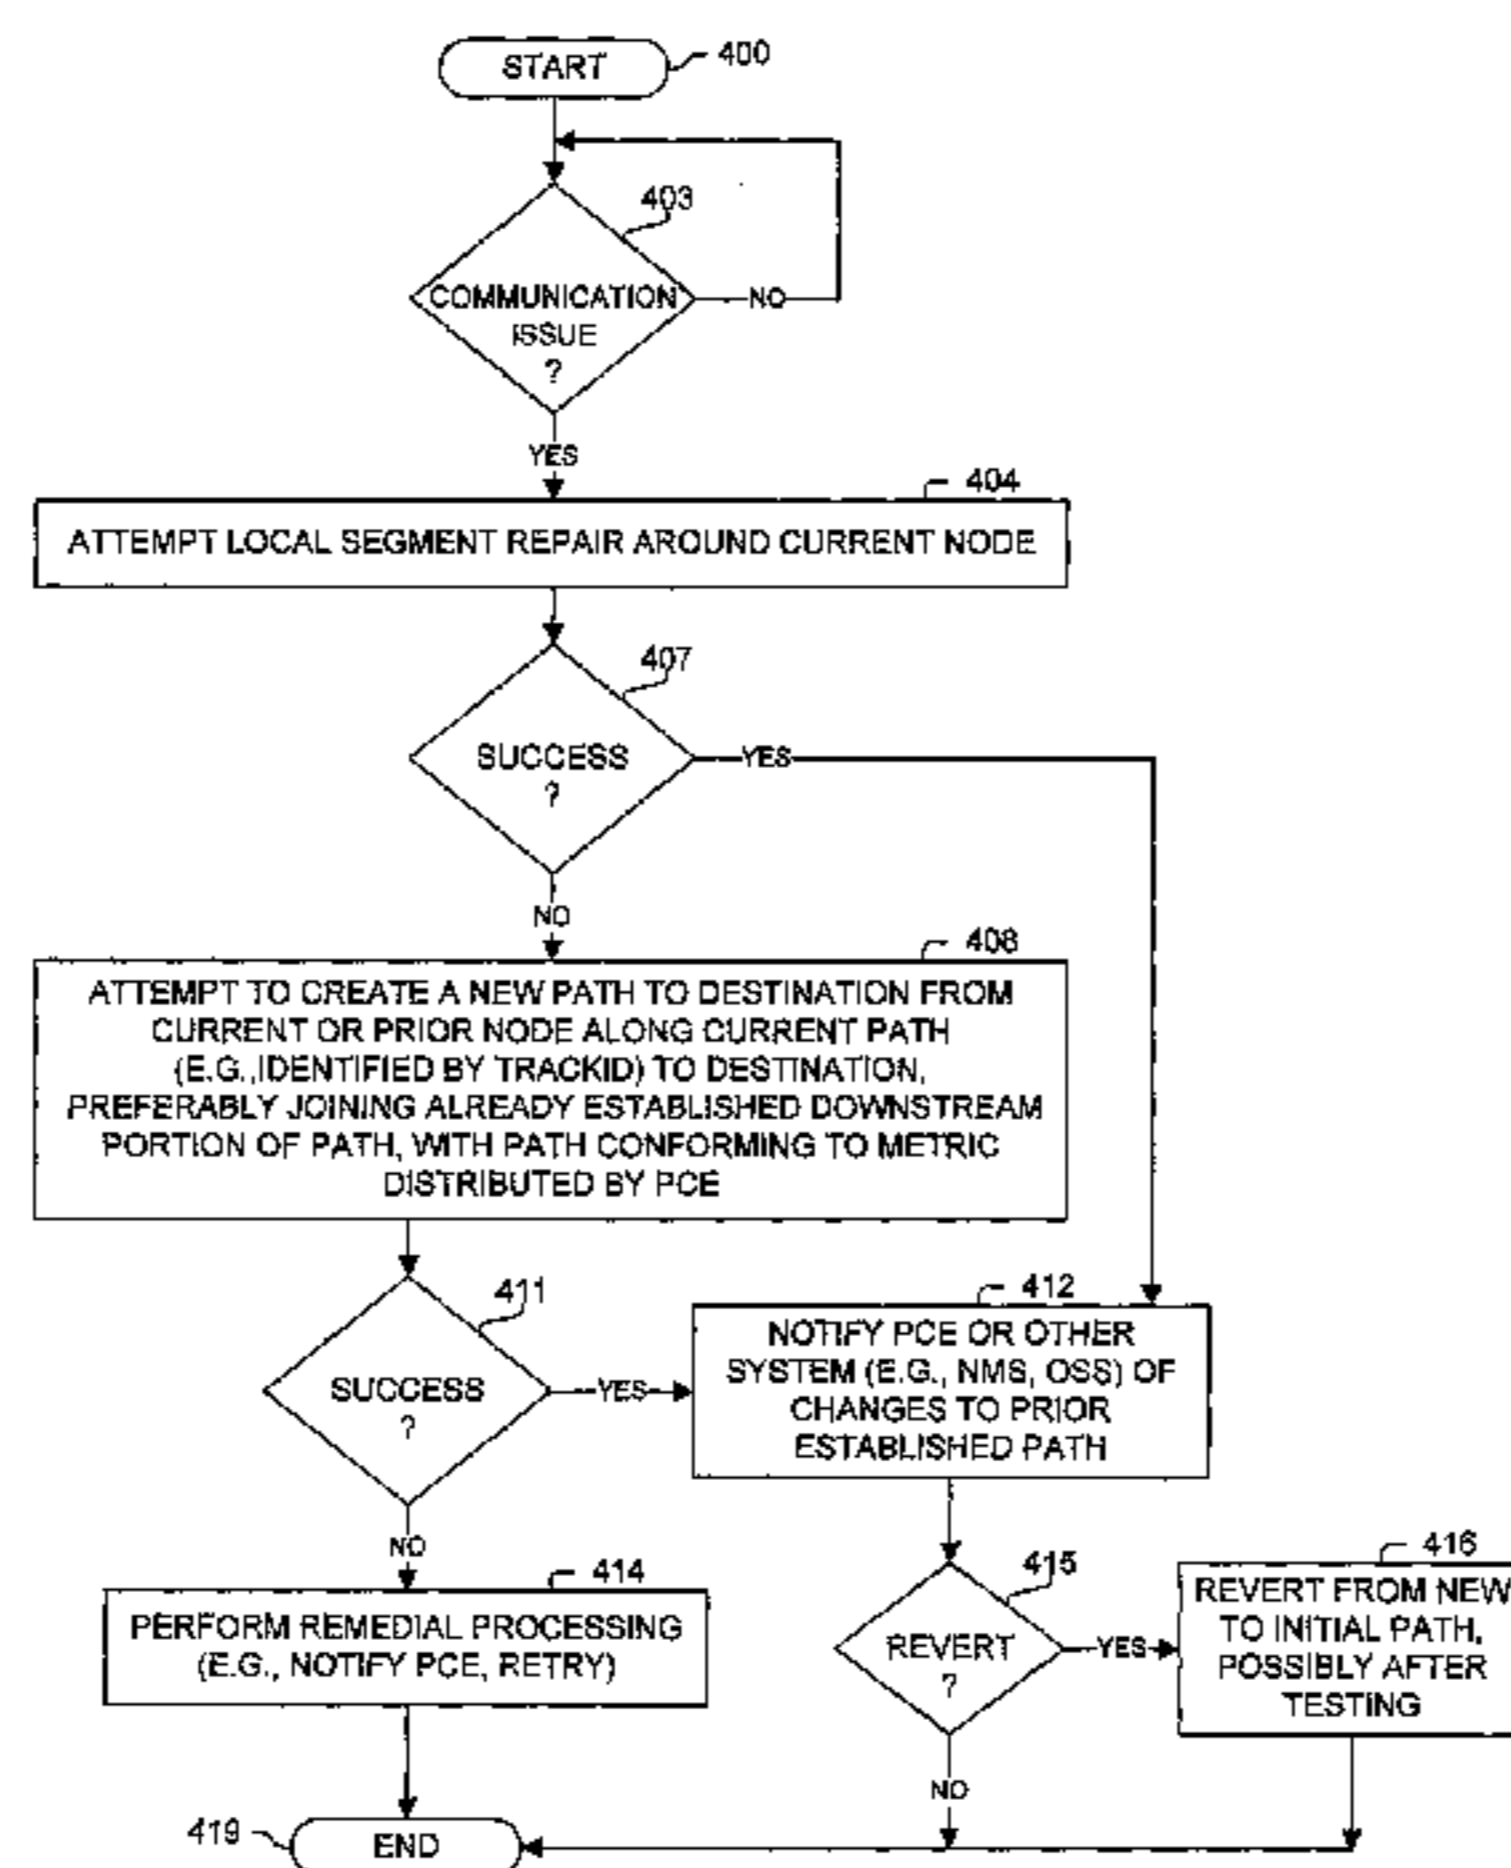 START
400
403
COMMUNICATION
ISSUE
?
NO
YES
404
ATTEMPT LOCAL SEGMENT REPAIR AROUND CURRENT NODE
407
SUCCESS
?
YES
NO
408
ATTEMPT TO CREATE A NEW PATH TO DESTINATION FROM
CURRENT OR PRIOR NODE ALONG CURRENT PATH
(E.G.,IDENTIFIED BY TRACKID) TO DESTINATION,
PREFERABLY JOINING ALREADY ESTABLISHED DOWNSTREAM
PORTION OF PATH, WITH PATH CONFORMING TO METRIC
DISTRIBUTED BY PCE
411
SUCCESS
?
YES
412
NOTIFY PCE OR OTHER
SYSTEM (E.G., NMS, OSS) OF
CHANGES TO PRIOR
ESTABLISHED PATH
NO
414
PERFORM REMEDIAL PROCESSING
(E.G., NOTIFY PCE, RETRY)
415
REVERT
?
YES
416
REVERT FROM NEW
TO INITIAL PATH,
POSSIBLY AFTER
TESTING
NO
419
END